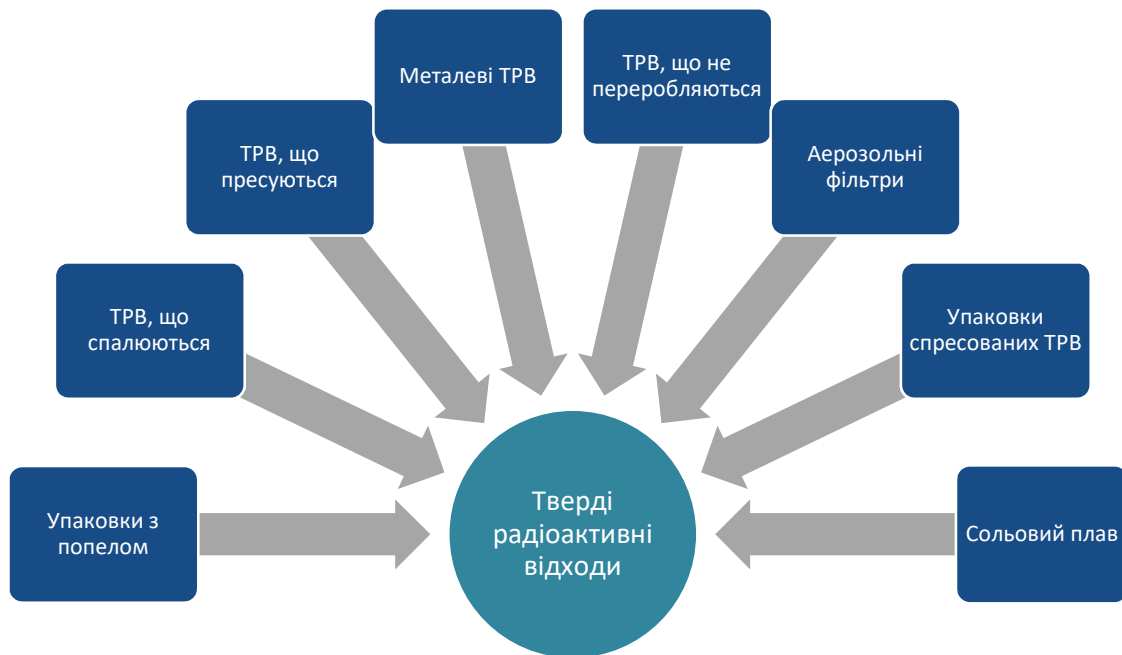 Металеві ТРВ
ТРВ, що не
переробляються
ТРВ, що
пресуються
Аерозольні
фільтри
ТРВ, що
спалюються
Упаковки
спресованих ТРВ
Упаковки з
попелом
Тверді
радіоактивні
відходи
Сольовий плав